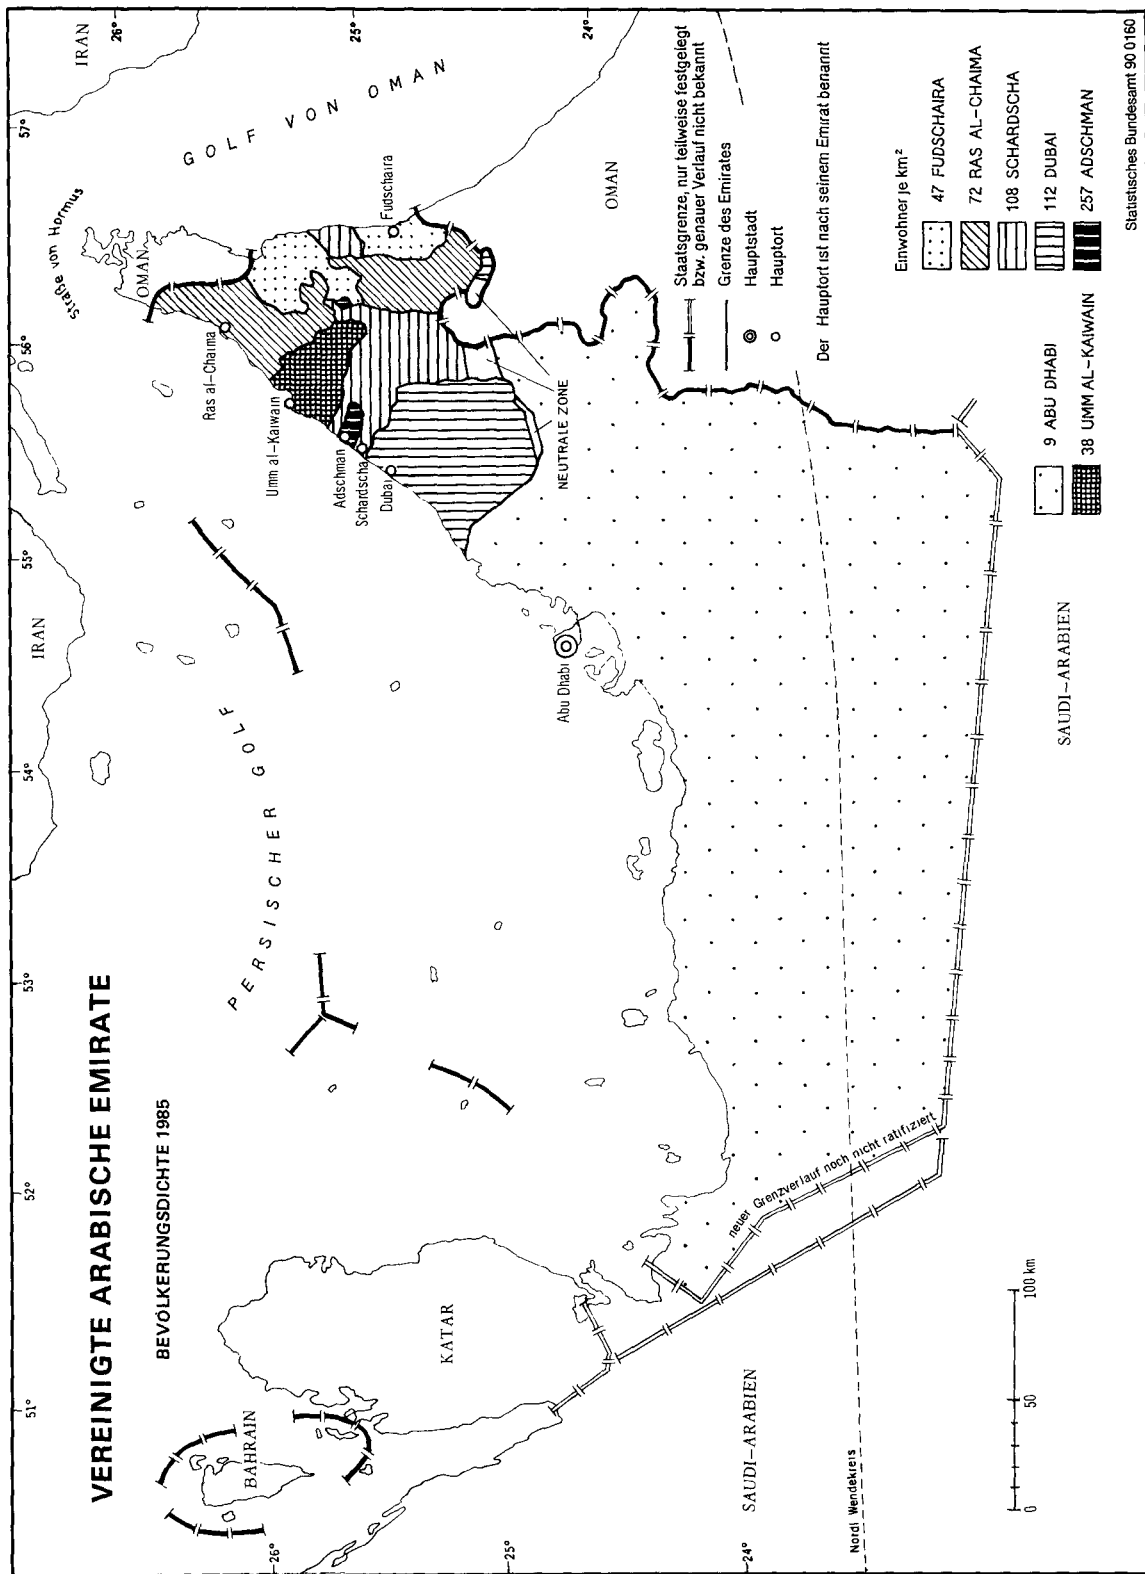 VEREINIGTE ARABISCHE EMIRATE
BEVÖLKERUNGSDICHTE 1985
51°
52°
53°
54°
55°
56°
57°
IRAN
IRAN
26°
25°
24°
26°
25°
24°
Straße von Hormus
OMAN
GOLF VON OMAN
PERSISCHER GOLF
BAHRAIN
KATAR
Ras al-Chaima
Umm al-Kaiwain
Adschman
Schardscha
Dubai
Fudschaira
Abu Dhabi
NEUTRALE ZONE
OMAN
SAUDI-ARABIEN
SAUDI-ARABIEN
neuer Grenzverlauf noch nicht ratifiziert
Nördl Wendekreis
0 50 100 km
Staatsgrenze, nur teilweise festgelegt
bzw. genauer Verlauf nicht bekannt
Grenze des Emirates
Hauptstadt
Hauptort
Der Hauptort ist nach seinem Emirat benannt
Einwohner je km²
9 ABU DHABI
38 UMM AL-KAIWAIN
47 FUDSCHAIRA
72 RAS AL-CHAIMA
108 SCHARDSCHA
112 DUBAI
257 ADSCHMAN
Statistisches Bundesamt 90 0160